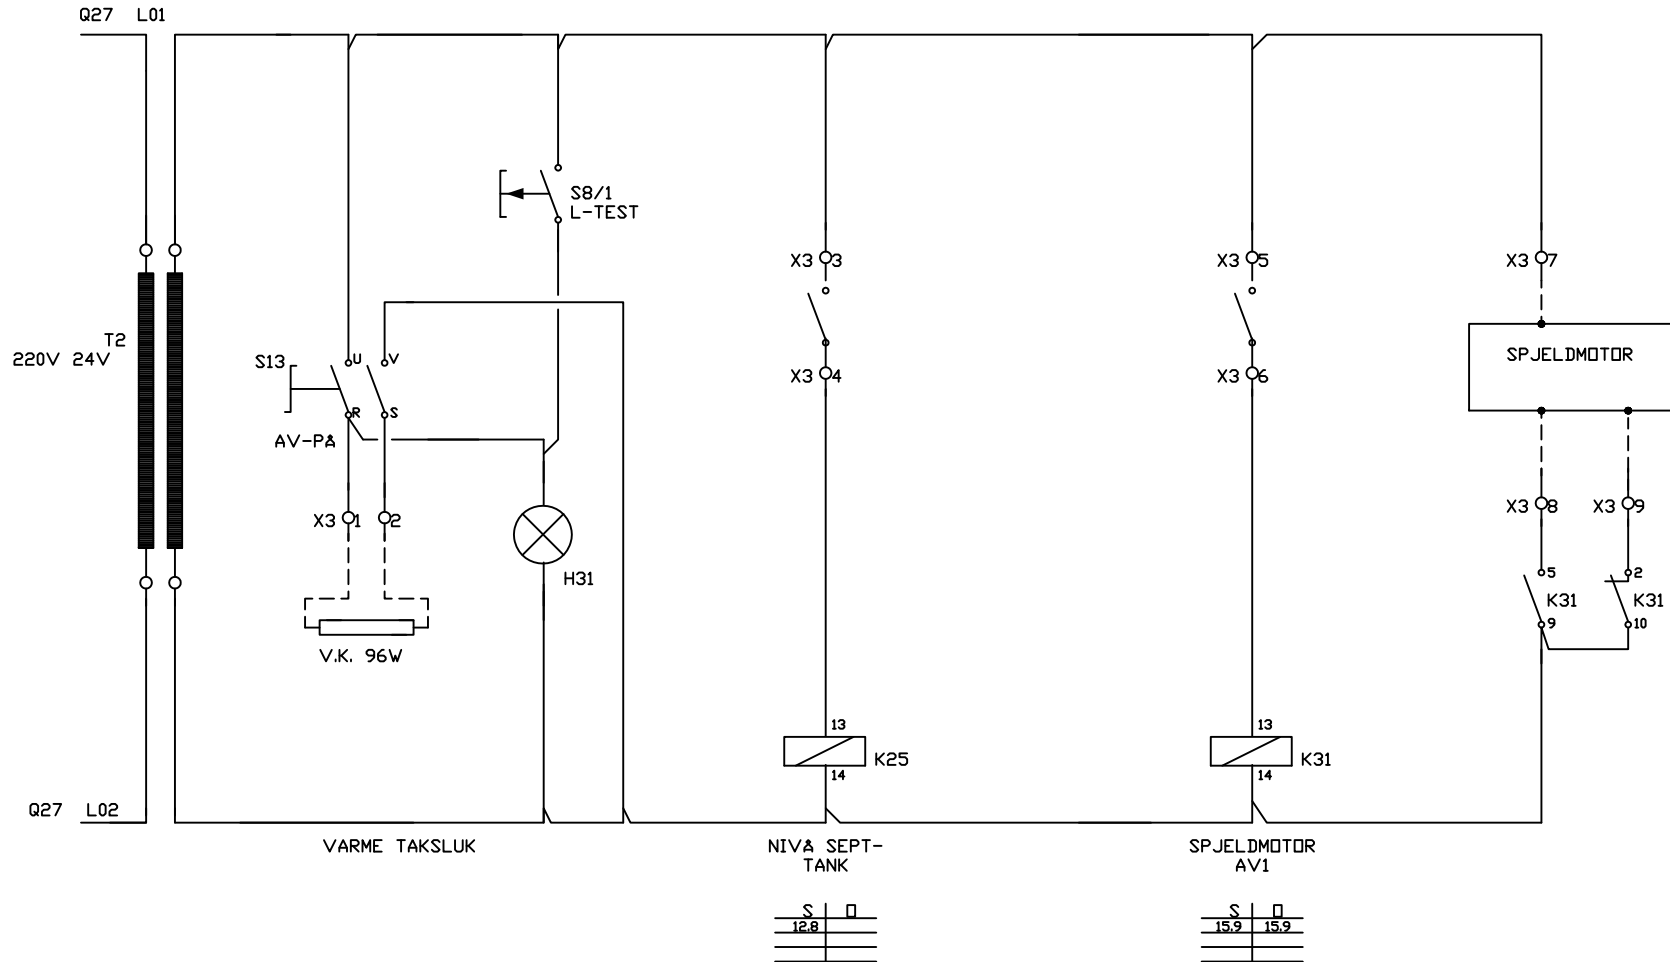 Q27 L01
S8/1
L-TEST
X3 3
X3 5
X3 7
T2
220V 24V
S13
U
V
SPJELDMOTOR
X3 4
X3 6
R
S
AV-PÅ
X3 1
2
X3 8
X3 9
H31
5
K31
9
2
K31
10
V.K. 96W
13
K25
14
13
K31
14
Q27 L02
VARME TAKSLUK
NIVÅ SEPT-
TANK
SPJELDMOTOR
AV1
S O
12.8
S O
15.9 15.9